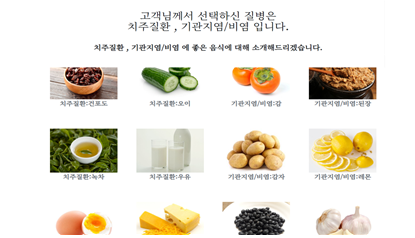 고객님께서 선택하신 질병은
치주질환 , 기관지염/비염 입니다.
치주질환 , 기관지염/비염 에 좋은 음식에 대해 소개해드리겠습니다.
치주질환:건포도 치주질환:오이 기관지염/비염:감 기관지염/비염:된장
치주질환:녹차 치주질환:우유 기관지염/비염:감자 기관지염/비염:레몬